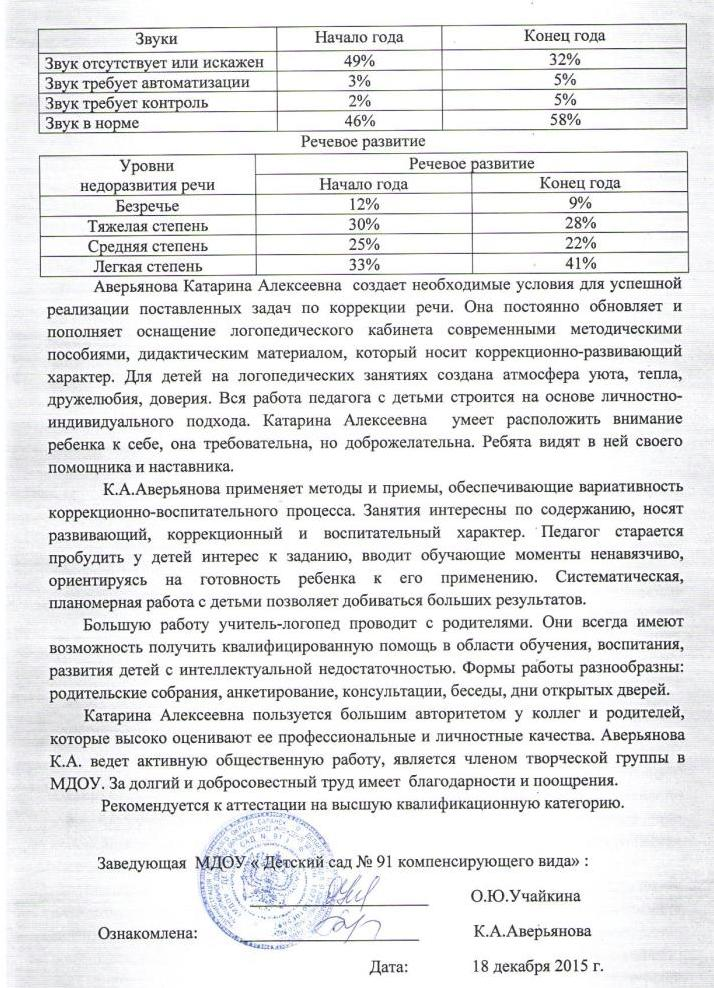 Звуки Начало года Конец года
Звук отсутствует или искажен 49% 32%
Звук требует автоматизации 3% 5%
Звук требует контроль 2% 5%
Звук в норме 46% 58%
Речевое развитие
Уровни недоразвития речи Речевое развитие
Начало года Конец года
Безречье 12% 9%
Тяжелая степень 30% 28%
Средняя степень 25% 22%
Легкая степень 33% 41%
Аверьянова Катарина Алексеевна создает необходимые условия для успешной
реализации поставленных задач по коррекции речи. Она постоянно обновляет и
пополняет оснащение логопедического кабинета современными методическими
пособиями, дидактическим материалом, который носит коррекционно-развивающий
характер. Для детей на логопедических занятиях создана атмосфера уюта, тепла,
дружелюбия, доверия. Вся работа педагога с детьми строится на основе личностно-
индивидуального подхода. Катарина Алексеевна умеет расположить внимание
ребенка к себе, она требовательна, но доброжелательна. Ребята видят в ней своего
помощника и наставника.
К.А.Аверьянова применяет методы и приемы, обеспечивающие вариативность
коррекционно-воспитательного процесса. Занятия интересны по содержанию, носят
развивающий, коррекционный и воспитательный характер. Педагог старается
пробудить у детей интерес к заданию, вводит обучающие моменты ненавязчиво,
ориентируясь на готовность ребенка к его применению. Систематическая,
планомерная работа с детьми позволяет добиваться больших результатов.
Большую работу учитель-логопед проводит с родителями. Они всегда имеют
возможность получить квалифицированную помощь в области обучения, воспитания,
развития детей с интеллектуальной недостаточностью. Формы работы разнообразны:
родительские собрания, анкетирование, консультации, беседы, дни открытых дверей.
Катарина Алексеевна пользуется большим авторитетом у коллег и родителей,
которые высоко оценивают ее профессиональные и личностные качества. Аверьянова
К.А. ведет активную общественную работу, является членом творческой группы в
МДОУ. За долгий и добросовестный труд имеет благодарности и поощрения.
Рекомендуется к аттестации на высшую квалификационную категорию.
Заведующая МДОУ « Детский сад № 91 компенсирующего вида» :
О.Ю.Учайкина
Ознакомлена: К.А.Аверьянова
Дата: 18 декабря 2015 г.